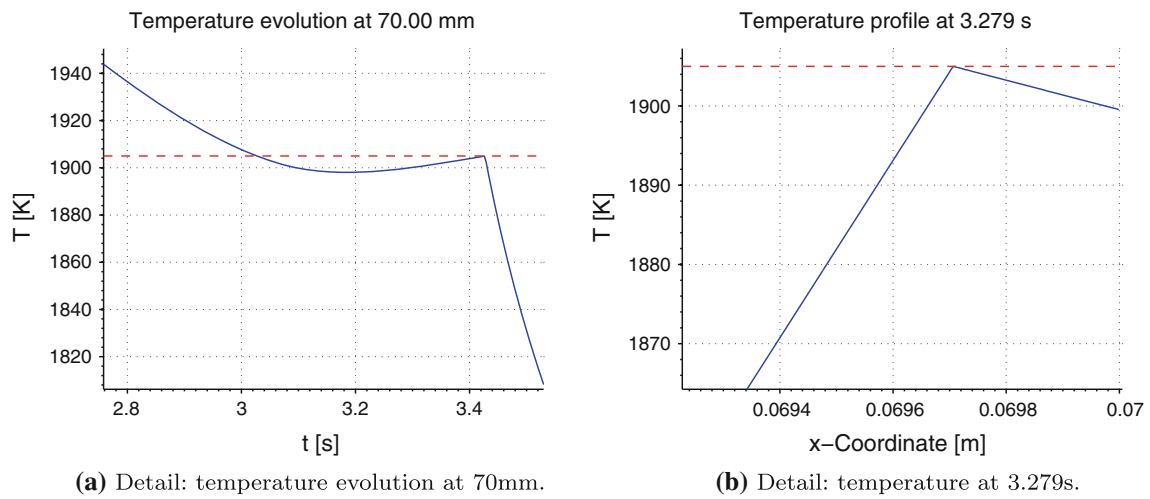 Temperature evolution at 70.00 mm
1940
1920
1900
1880
1860
1840
1820
T [K]
2.8 3 3.2 3.4
t [s]
(a) Detail: temperature evolution at 70mm.
Temperature profile at 3.279 s
1900
1890
1880
1870
T [K]
0.0694 0.0696 0.0698 0.07
x−Coordinate [m]
(b) Detail: temperature at 3.279s.